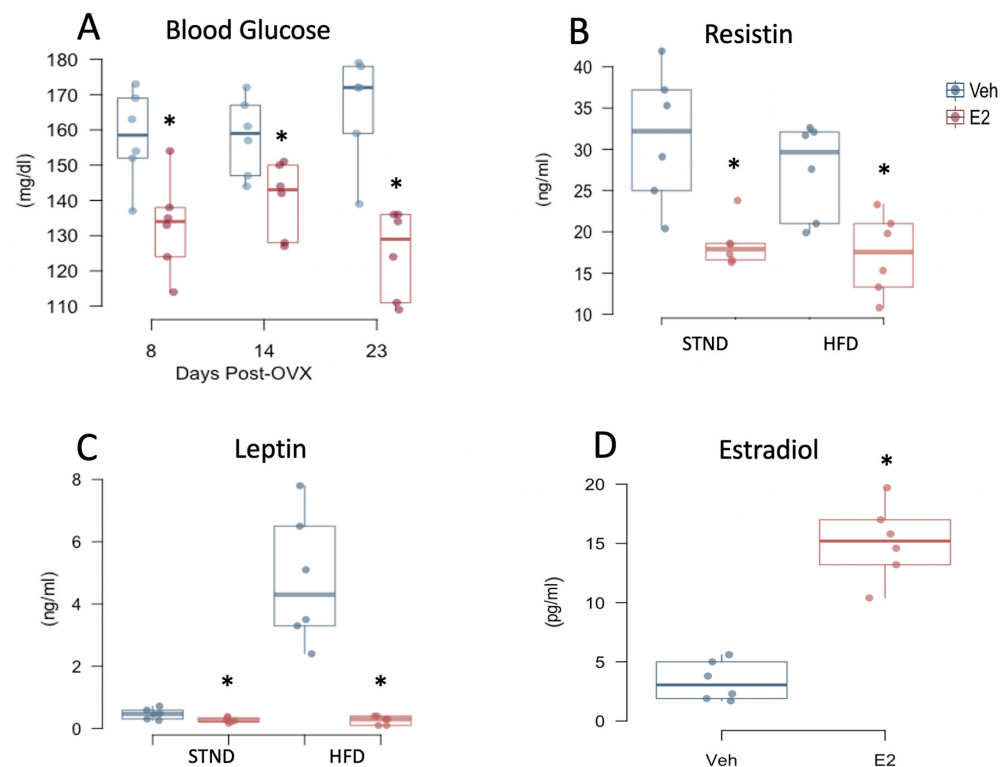 A
Blood Glucose
(mg/dl)
180
170
160
150
140
130
120
110
*
*
*
8 14 23
Days Post-OVX
B
Resistin
(ng/ml)
40
35
30
25
20
15
10
*
*
STND HFD
Veh
E2
C
Leptin
(ng/ml)
8
6
4
2
0
*
*
STND HFD
D
Estradiol
(pg/ml)
20
15
10
5
0
*
Veh E2